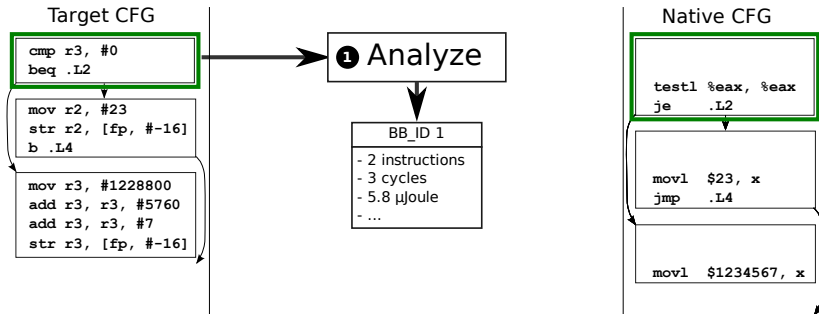 Target CFG
cmp r3, #0
beq .L2
mov r2, #23
str r2, [fp, #-16]
b .L4
mov r3, #1228800
add r3, r3, #5760
add r3, r3, #7
str r3, [fp, #-16]
1 Analyze
BB_ID 1
- 2 instructions
- 3 cycles
- 5.8 µJoule
- ...
Native CFG
testl %eax, %eax
je .L2
movl $23, x
jmp .L4
movl $1234567, x